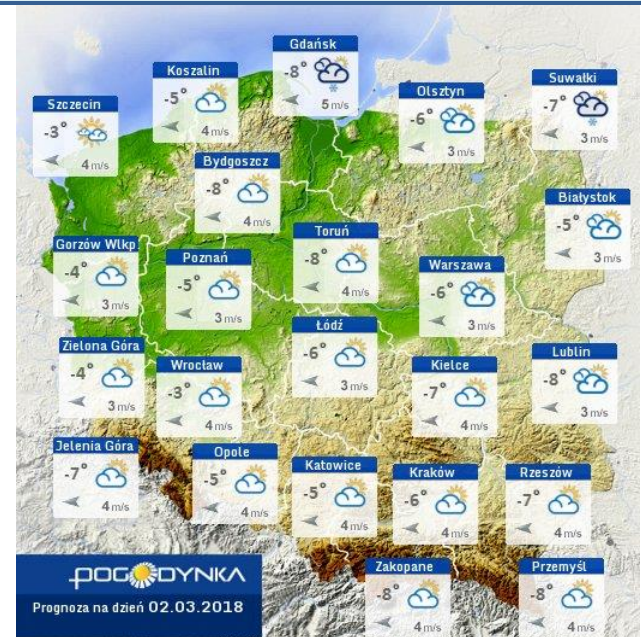 Gdańsk
-8°
5 m/s
Koszalin
-5°
4 m/s
Suwałki
-7°
3 m/s
Olsztyn
-6°
3 m/s
Szczecin
-3°
4 m/s
Bydgoszcz
-8°
4 m/s
Białystok
-5°
3 m/s
Toruń
-8°
4 m/s
Gorzów Wlkp
-4°
3 m/s
Poznań
-5°
3 m/s
Warszawa
-6°
3 m/s
Łódź
-6°
3 m/s
Zielona Góra
-4°
3 m/s
Lublin
-8°
3 m/s
Wrocław
-3°
4 m/s
Kielce
-7°
4 m/s
Jelenia Góra
-7°
4 m/s
Opole
-5°
4 m/s
Katowice
-5°
4 m/s
Kraków
-6°
4 m/s
Rzeszów
-7°
4 m/s
Zakopane
-8°
4 m/s
Przemyśl
-8°
4 m/s
POGODYNKA
Prognoza na dzień 02.03.2018